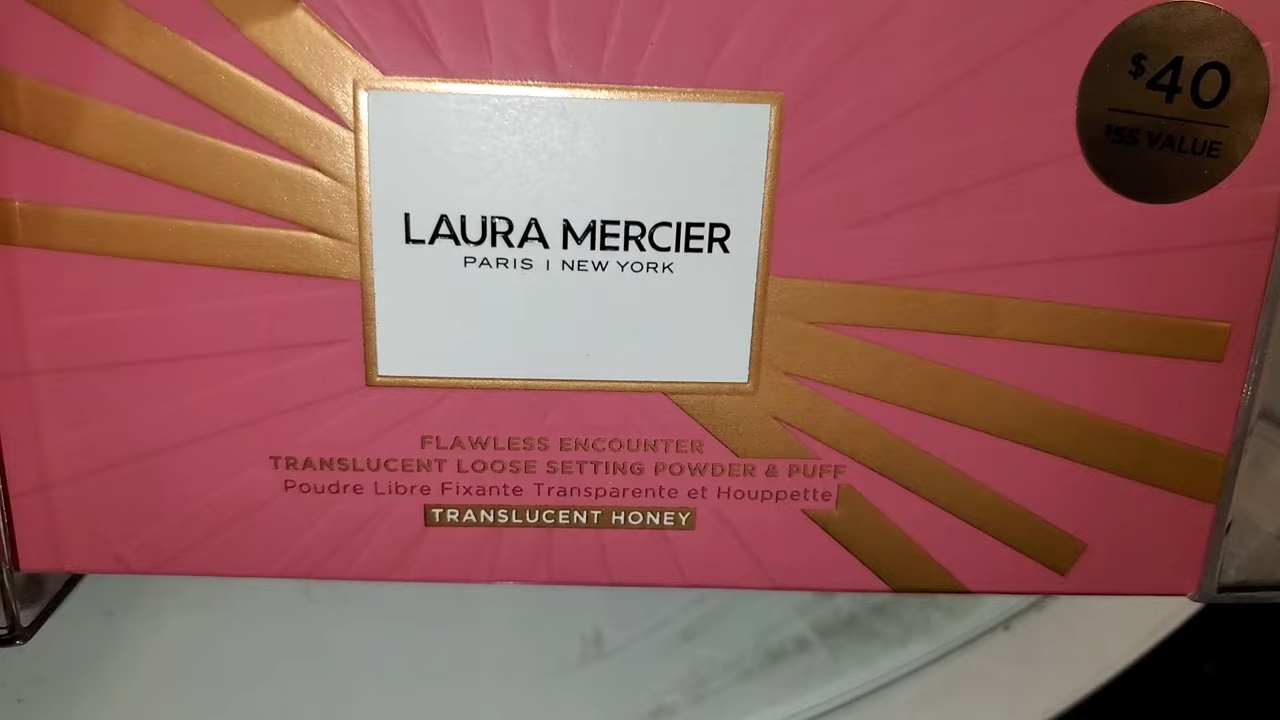 $40
$55 VALUE
LAURA MERCIER
PARIS | NEW YORK
FLAWLESS ENCOUNTER
TRANSLUCENT LOOSE SETTING POWDER & PUFF
Poudre Libre Fixante Transparente et Houppette
TRANSLUCENT HONEY